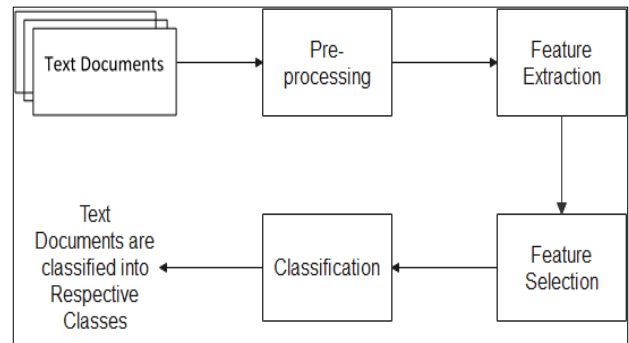 Text Documents
Pre-
processing
Feature
Extraction
Feature
Selection
Classification
Text
Documents are
classified into
Respective
Classes